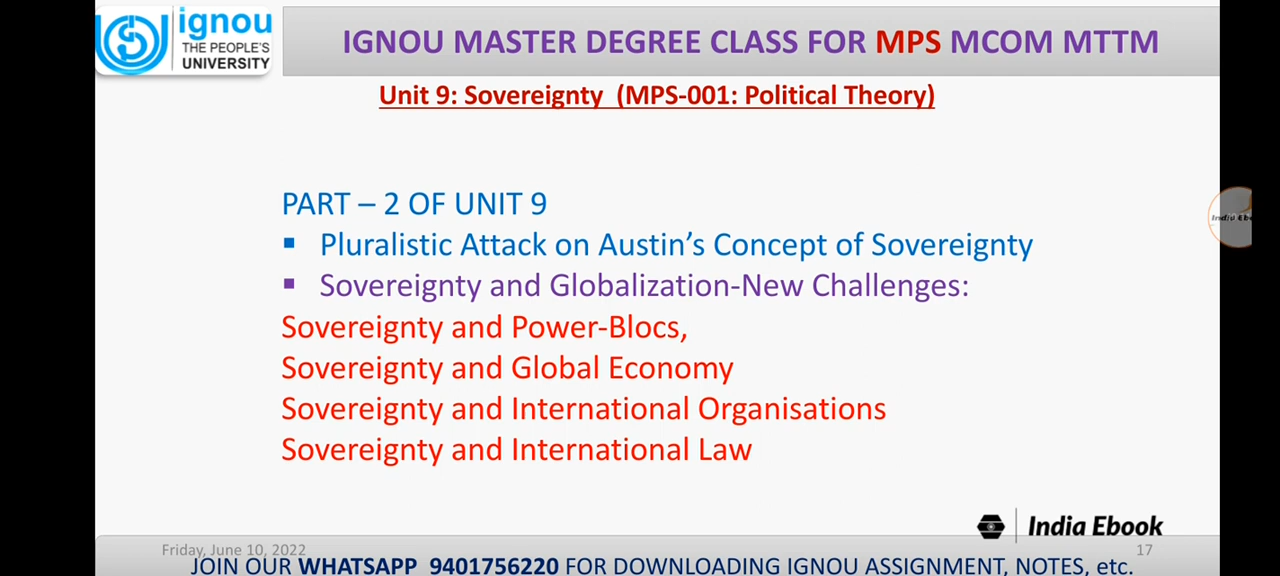 ignou
THE PEOPLE'S
UNIVERSITY
IGNOU MASTER DEGREE CLASS FOR MPS MCOM MTTM
Unit 9: Sovereignty (MPS-001: Political Theory)
PART – 2 OF UNIT 9
▪ Pluralistic Attack on Austin's Concept of Sovereignty
▪ Sovereignty and Globalization-New Challenges:
Sovereignty and Power-Blocs,
Sovereignty and Global Economy
Sovereignty and International Organisations
Sovereignty and International Law
India Ebook
Friday, June 10, 2022
17
JOIN OUR WHATSAPP 9401756220 FOR DOWNLOADING IGNOU ASSIGNMENT, NOTES, etc.